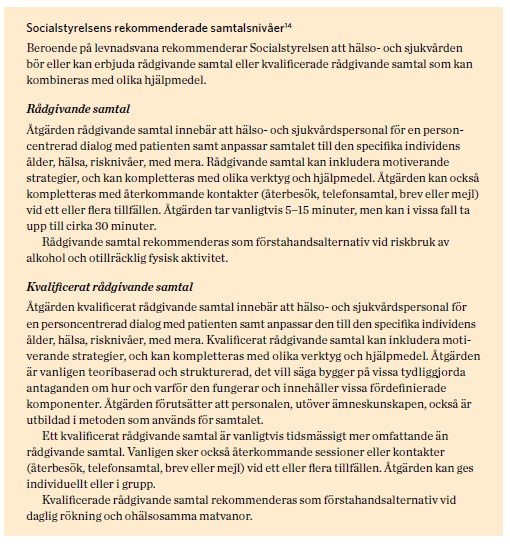 Socialstyrelsens rekommenderade samtalsnivåer¹⁴
Beroende på levnadsvana rekommenderar Socialstyrelsen att hälso- och sjukvården
bör eller kan erbjuda rådgivande samtal eller kvalificerade rådgivande samtal som kan
kombineras med olika hjälpmedel.
Rådgivande samtal
Åtgärden rådgivande samtal innebär att hälso- och sjukvårdspersonal för en person-
centrerad dialog med patienten samt anpassar samtalet till den specifika individens
ålder, hälsa, risknivåer, med mera. Rådgivande samtal kan inkludera motiverande
strategier, och kan kompletteras med olika verktyg och hjälpmedel. Åtgärden kan också
kompletteras med återkommande kontakter (återbesök, telefonsamtal, brev eller mejl)
vid ett eller flera tillfällen. Åtgärden tar vanligtvis 5–15 minuter, men kan i vissa fall ta
upp till cirka 30 minuter.
Rådgivande samtal rekommenderas som förstahandsalternativ vid riskbruk av
alkohol och otillräcklig fysisk aktivitet.
Kvalificerat rådgivande samtal
Åtgärden kvalificerat rådgivande samtal innebär att hälso- och sjukvårdspersonal för
en personcentrerad dialog med patienten samt anpassar den till den specifika individens
ålder, hälsa, risknivåer, med mera. Kvalificerat rådgivande samtal kan inkludera moti-
verande strategier, och kan kompletteras med olika verktyg och hjälpmedel. Åtgärden
är vanligen teoribaserad och strukturerad, det vill säga bygger på vissa tydliggjorda
antaganden om hur och varför den fungerar och innehåller vissa fördefinierade
komponenter. Åtgärden förutsätter att personalen, utöver ämneskunskapen, också är
utbildad i metoden som används för samtalet.
Ett kvalificerat rådgivande samtal är vanligtvis tidsmässigt mer omfattande än
rådgivande samtal. Vanligen sker också återkommande sessioner eller kontakter
(återbesök, telefonsamtal, brev eller mejl) vid ett eller flera tillfällen. Åtgärden kan ges
individuellt eller i grupp.
Kvalificerade rådgivande samtal rekommenderas som förstahandsalternativ vid
daglig rökning och ohälsosamma matvanor.